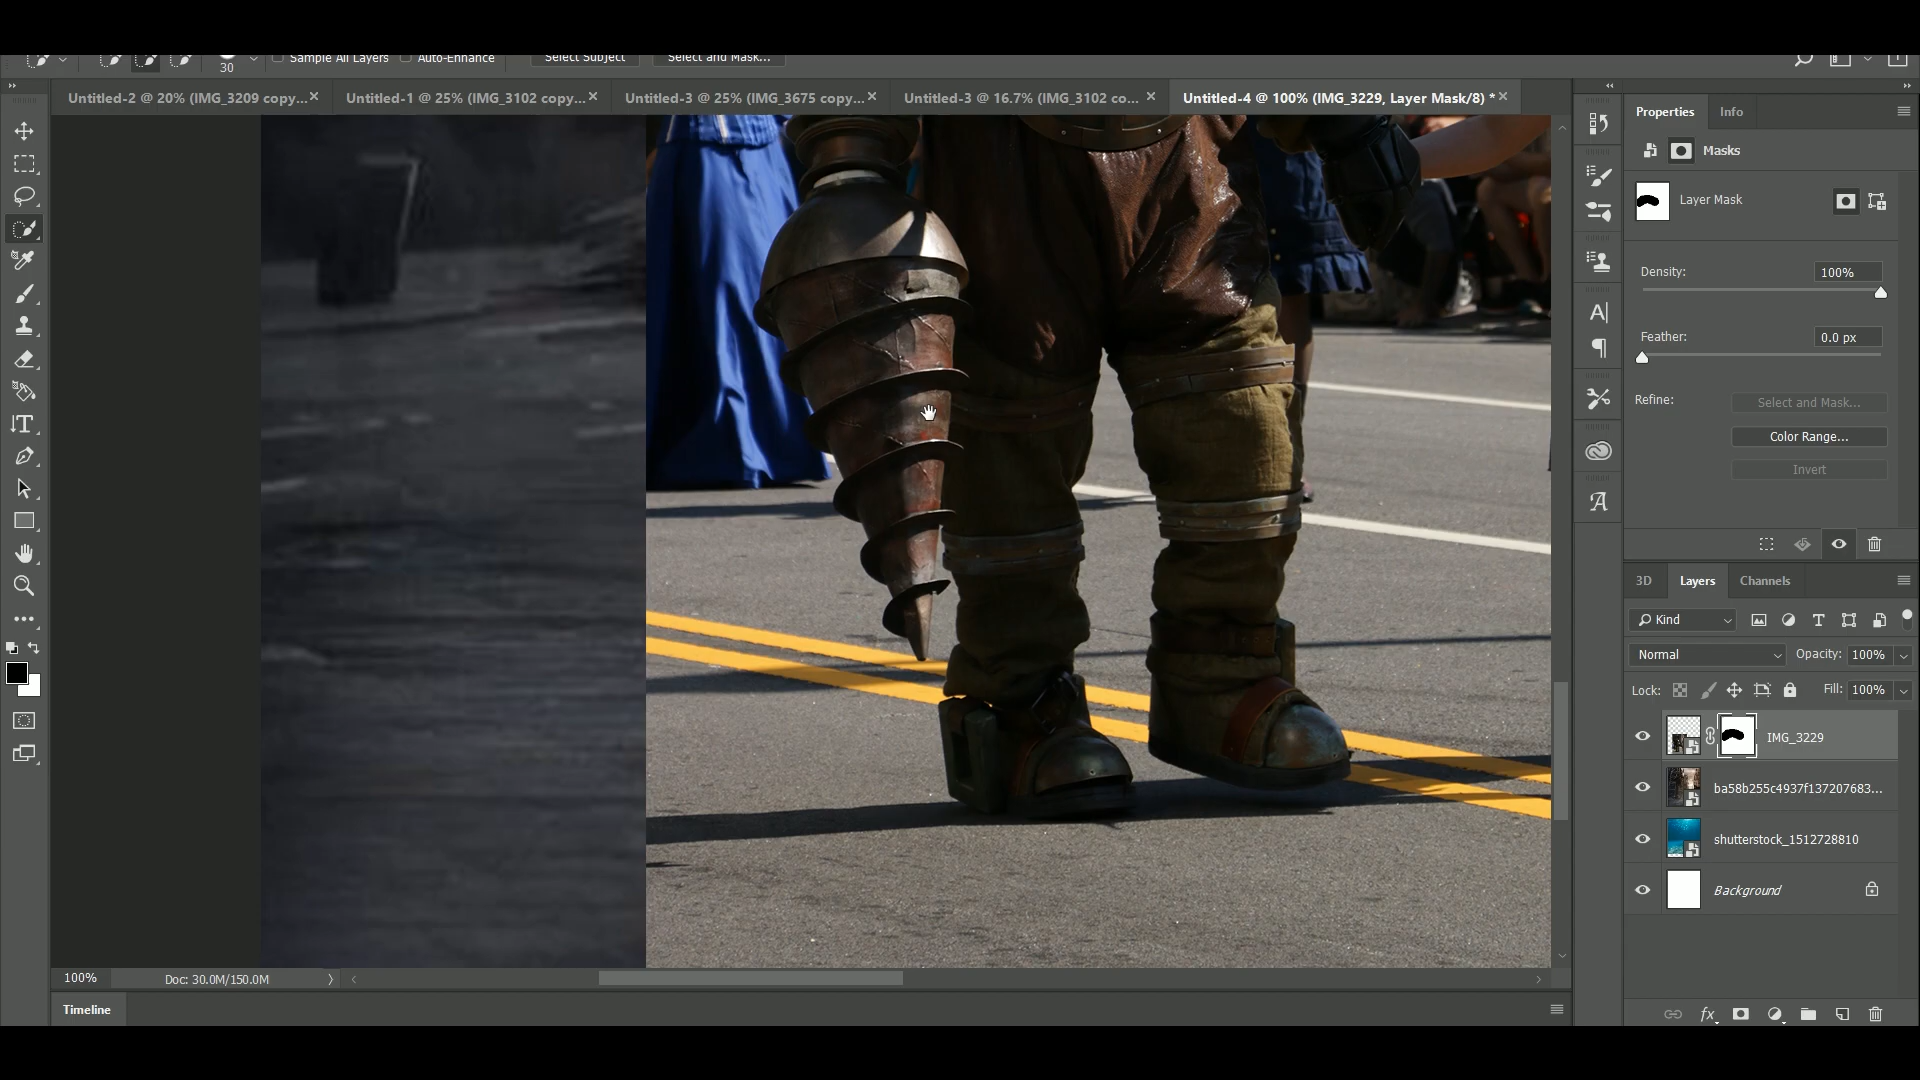 30
Sample All Layers
Auto-Enhance
Select Subject
Select and Mask...
Untitled-2 @ 20% (IMG_3209 copy...
Untitled-1 @ 25% (IMG_3102 copy...
Untitled-3 @ 25% (IMG_3675 copy...
Untitled-3 @ 16.7% (IMG_3102 co...
Untitled-4 @ 100% (IMG_3229, Layer Mask/8) *
Properties
Info
Masks
Layer Mask
Density:
100%
Feather:
0.0 px
Refine:
Select and Mask...
Color Range...
Invert
3D
Layers
Channels
Kind
Normal
Opacity:
100%
Lock:
Fill:
100%
IMG_3229
ba58b255c4937f137207683...
shutterstock_1512728810
Background
fx
100%
Doc: 30.0M/150.0M
Timeline